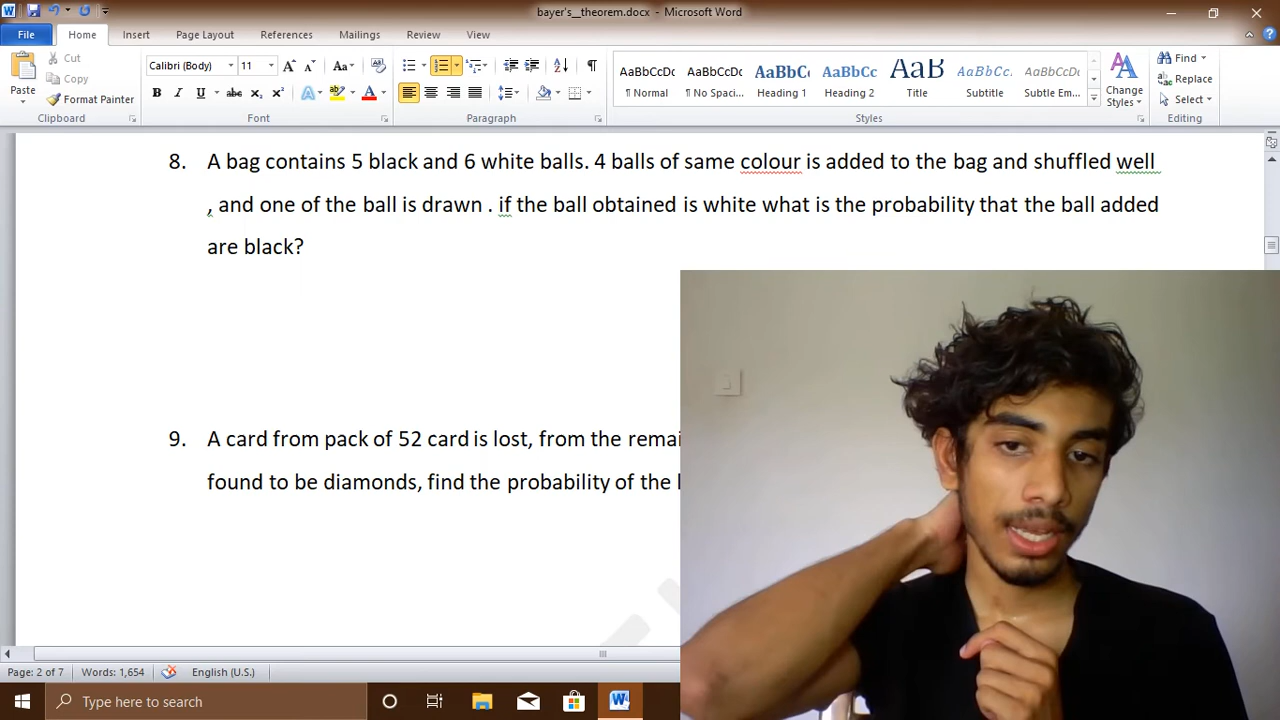 bayer's__theorem.docx - Microsoft Word
File Home Insert Page Layout References Mailings Review View
Paste Cut Copy Format Painter
Calibri (Body) 11
AaBbCcDc ¶ Normal AaBbCcDc ¶ No Spaci... AaBbCc Heading 1 AaBbCc Heading 2 AaB Title AaBbCcDc Subtitle AaBbCcDc Subtle Em...
Change Styles
Find Replace Select
Clipboard Font Paragraph Styles Editing
8. A bag contains 5 black and 6 white balls. 4 balls of same colour is added to the bag and shuffled well
, and one of the ball is drawn . if the ball obtained is white what is the probability that the ball added
are black?
9. A card from pack of 52 card is lost, from the remai
found to be diamonds, find the probability of the
Page: 2 of 7 Words: 1,654 English (U.S.)
Type here to search